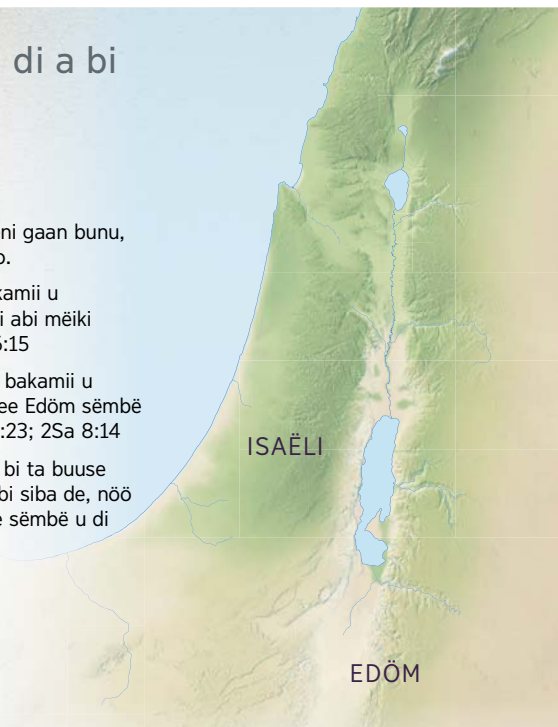 di a bi
ni gaan bunu,
kamii u
i abi mëiki
5:15
bakamii u
ee Edöm sëmbë
:23; 2Sa 8:14
bi ta buuse
bi siba de, nöö
e sëmbë u di
ISAËLI
EDÖM